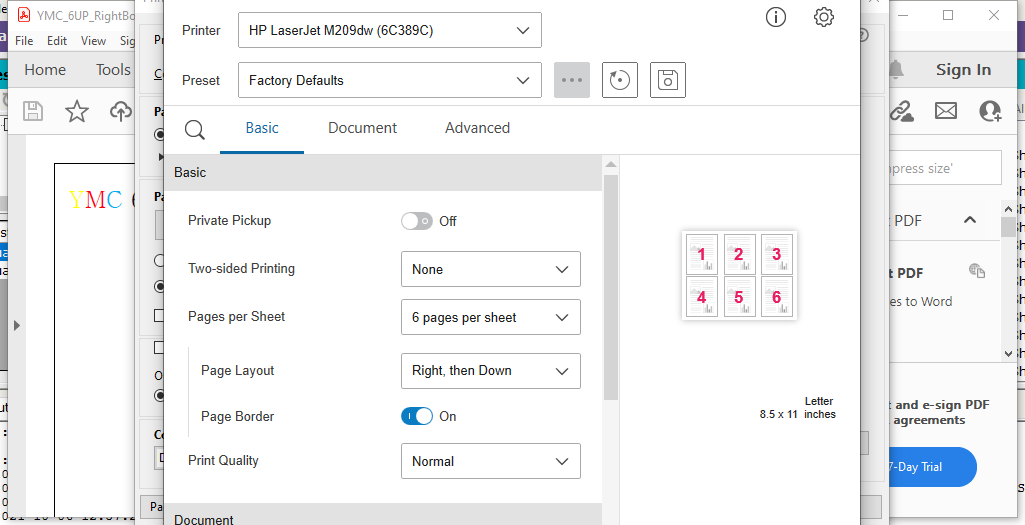 YMC_6UP_RightBo
File Edit View Sig
Home Tools
YMC 6
Printer HP LaserJet M209dw (6C389C)
Preset Factory Defaults
Basic Document Advanced
Basic
Private Pickup Off
Two-sided Printing None
Pages per Sheet 6 pages per sheet
Page Layout Right, then Down
Page Border On
Print Quality Normal
Document
1 2 3
4 5 6
Letter
8.5 x 11 inches
Sign In
press size'
PDF
t PDF
es to Word
t and e-sign PDF
agreements
7-Day Trial